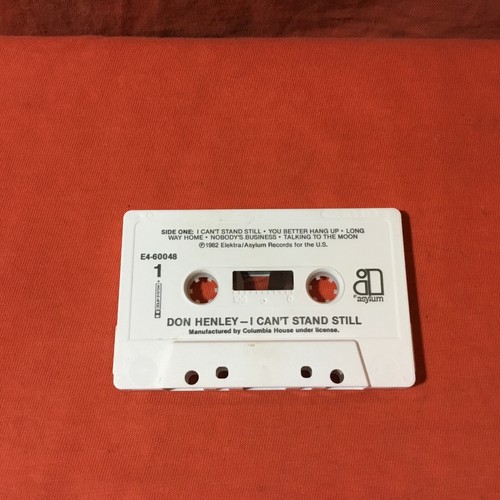 SIDE ONE: I CAN'T STAND STILL • YOU BETTER HANG UP • LONG
WAY HOME • NOBODY'S BUSINESS • TALKING TO THE MOON
℗1982 Elektra/Asylum Records for the U.S.
E4-60048
1
asylum
DON HENLEY—I CAN'T STAND STILL
Manufactured by Columbia House under license.